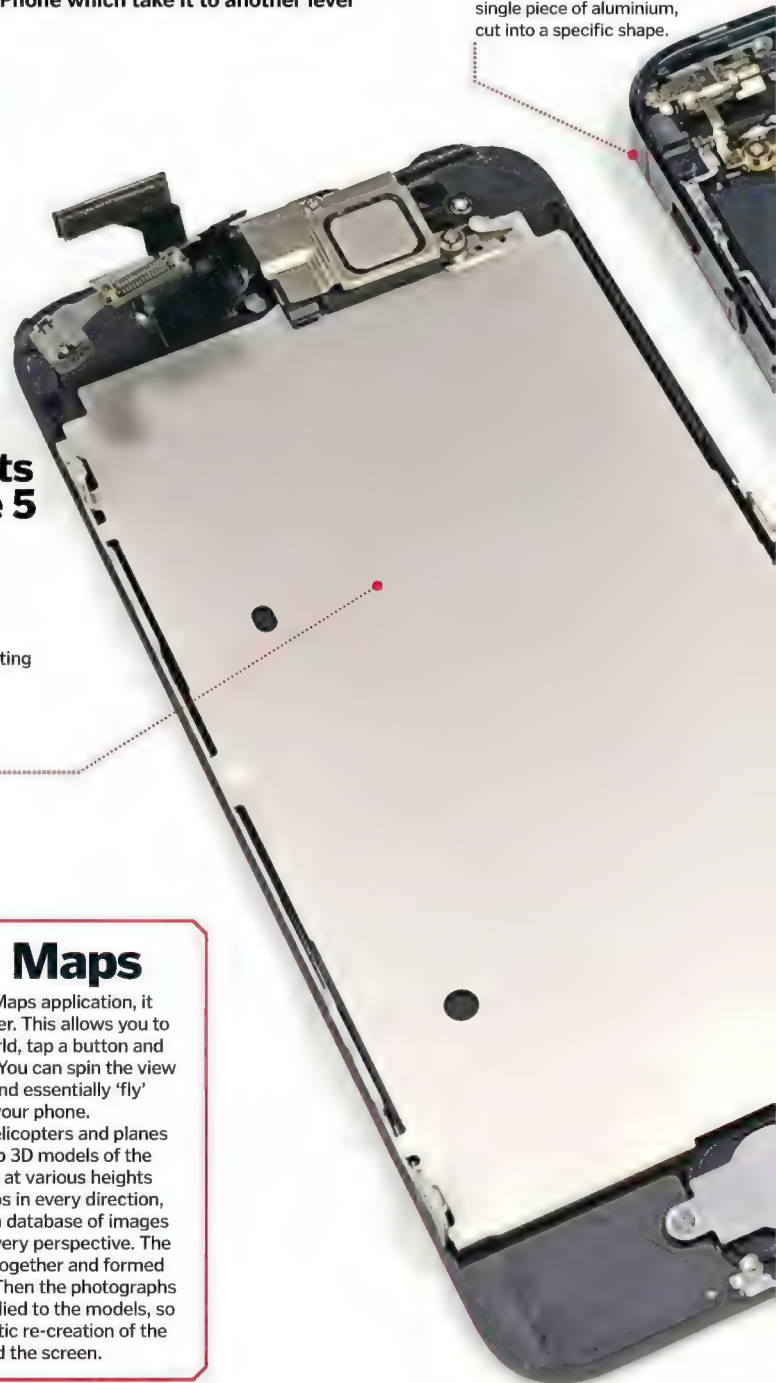 Phone which take it to another level
single piece of aluminium,
cut into a specific shape.
ts
e 5
ting
Maps
Maps application, it
er. This allows you to
rld, tap a button and
You can spin the view
nd essentially ‘fly’
your phone.
elicopters and planes
o 3D models of the
at various heights
os in every direction,
a database of images
very perspective. The
ogether and formed
Then the photographs
lied to the models, so
tic re-creation of the
d the screen.